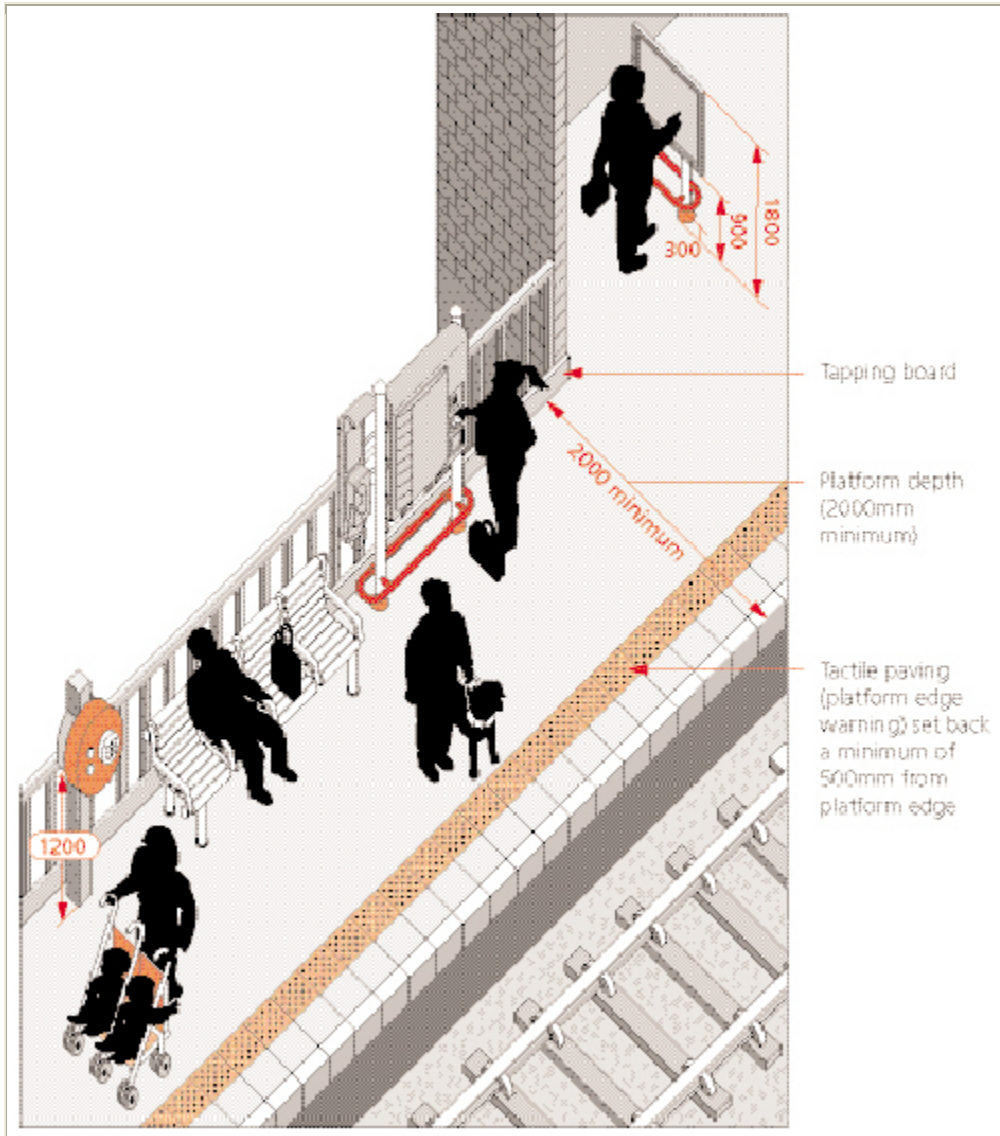 1800
900
300
Tapping board
2000 minimum
Platform depth
(2000mm
minimum)
Tactile paving
(platform edge
warning) set back
a minimum of
500mm from
platform edge
1200